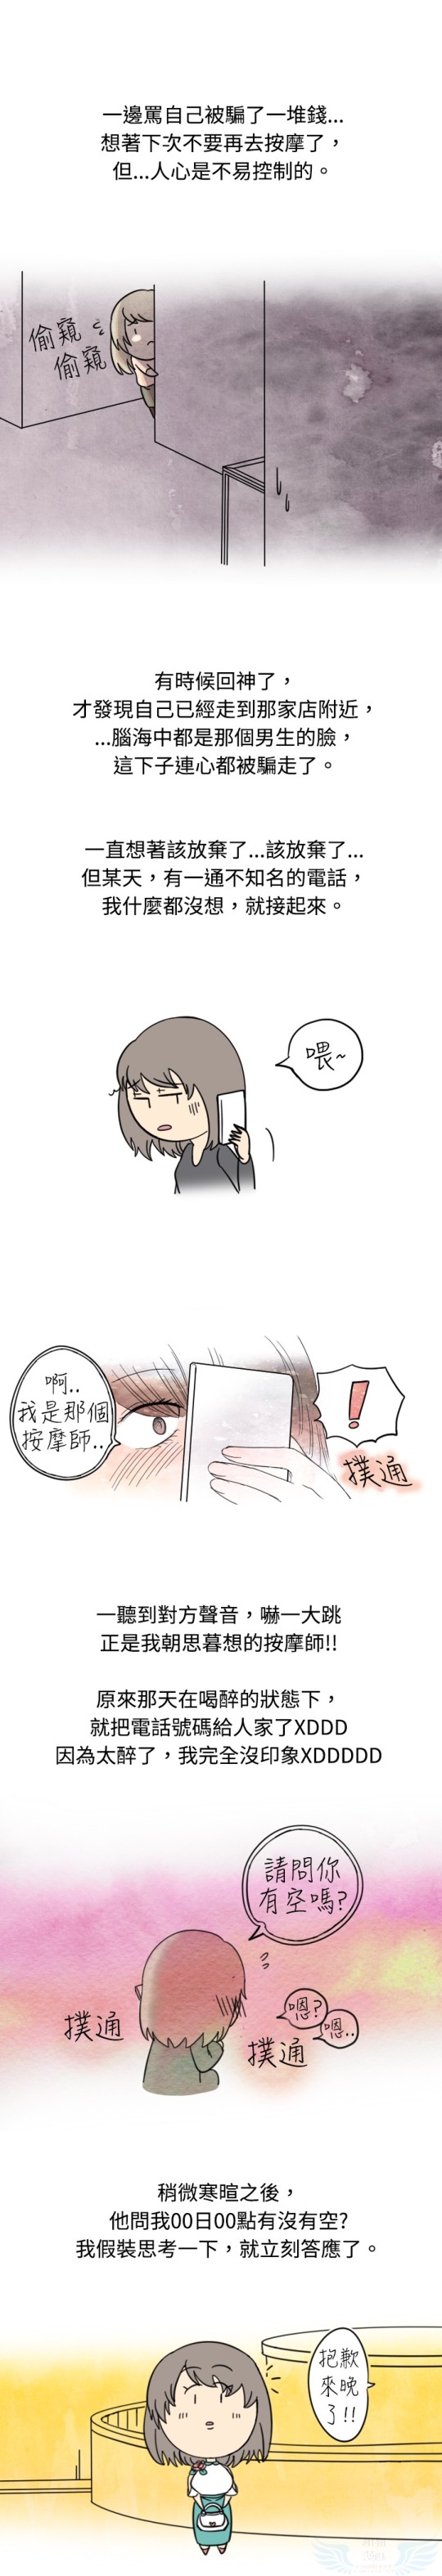 一邊罵自己被騙了一堆錢...
想著下次不要再去按摩了，
但...人心是不易控制的。
偷窺
偷窺
有時候回神了，
才發現自己已經走到那家店附近，
...腦海中都是那個男生的臉，
這下子連心都被騙走了。
一直想著該放棄了...該放棄了...
但某天，有一通不知名的電話，
我什麼都沒想，就接起來。
喂~
啊..
我是那個
按摩師..
!
撲通
一聽到對方聲音，嚇一大跳
正是我朝思暮想的按摩師!!
原來那天在喝醉的狀態下，
就把電話號碼給人家了XDDD
因為太醉了，我完全沒印象XDDDDD
請問你
有空嗎?
撲通
嗯?
嗯..
撲通
稍微寒暄之後，
他問我00日00點有沒有空?
我假裝思考一下，就立刻答應了。
抱歉
來晚
了!!